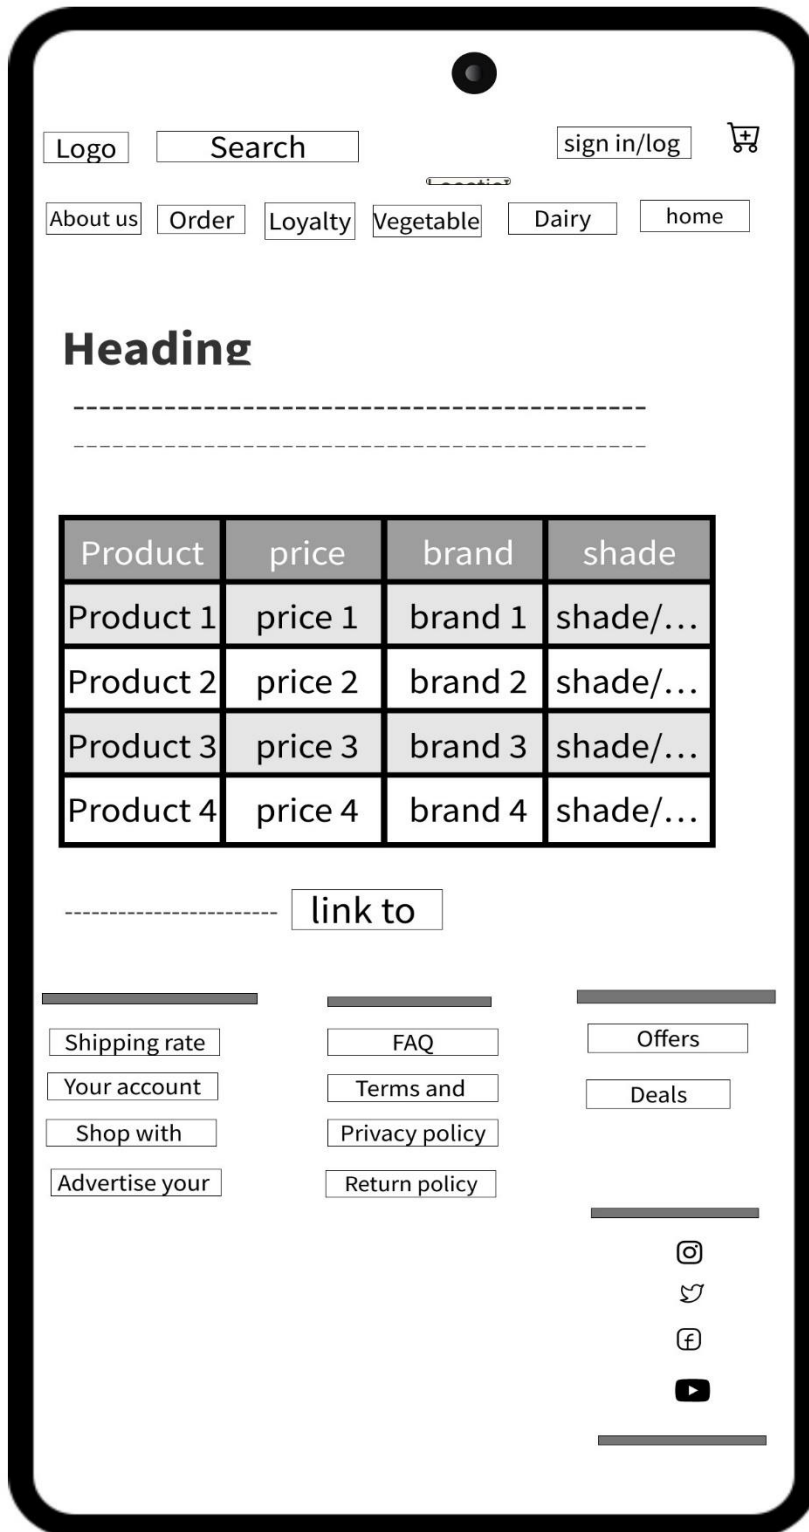 Logo Search sign in/log
About us Order Loyalty Vegetable Dairy home
Heading
Product price brand shade
Product 1 price 1 brand 1 shade/...
Product 2 price 2 brand 2 shade/...
Product 3 price 3 brand 3 shade/...
Product 4 price 4 brand 4 shade/...
link to
Shipping rate FAQ Offers
Your account Terms and Deals
Shop with Privacy policy
Advertise your Return policy